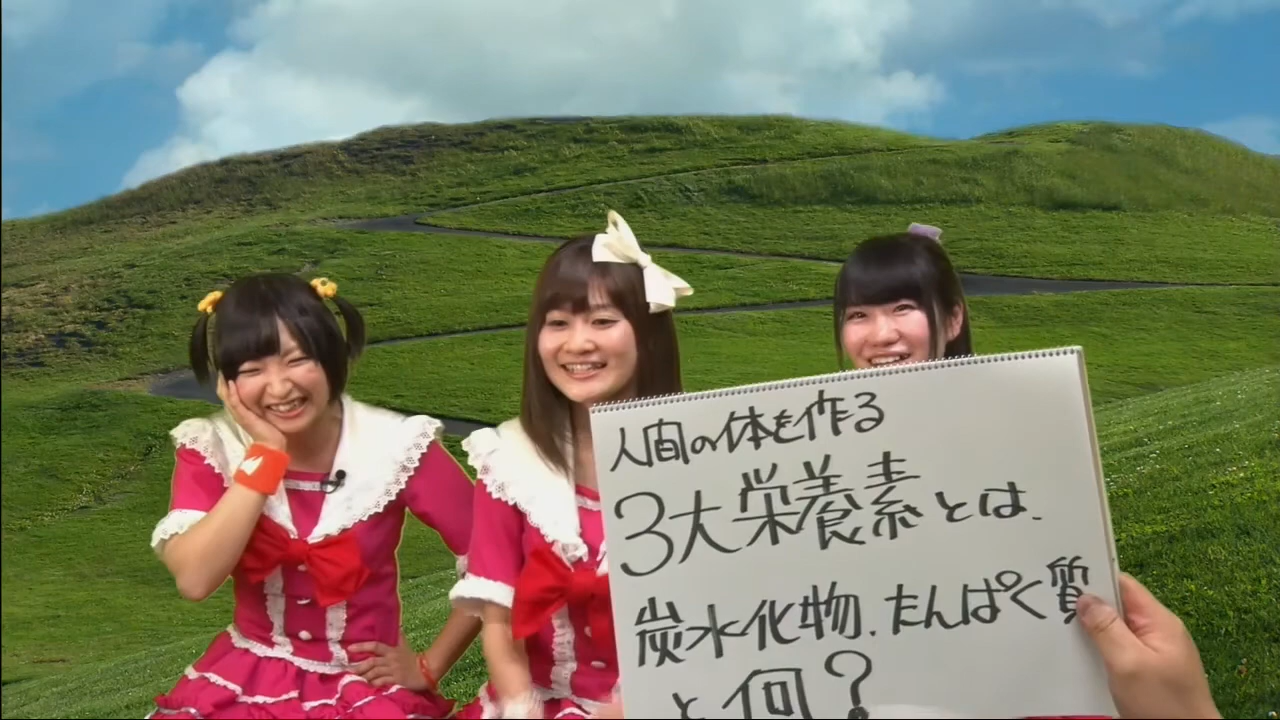 人間の体を作る
3大栄養素とは、
炭水化物、たんぱく質
と何?